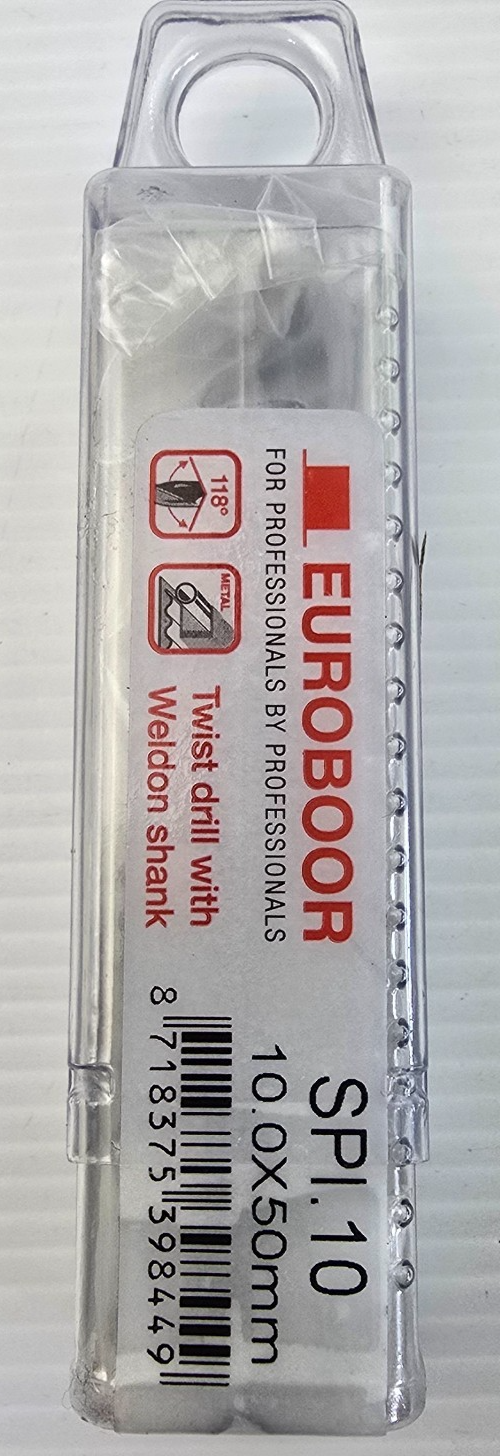 EUROBOOR
FOR PROFESSIONALS BY PROFESSIONALS
118°
METAL
Twist drill with
Weldon shank
SPI.10
10.0X50mm
8 718375 398449